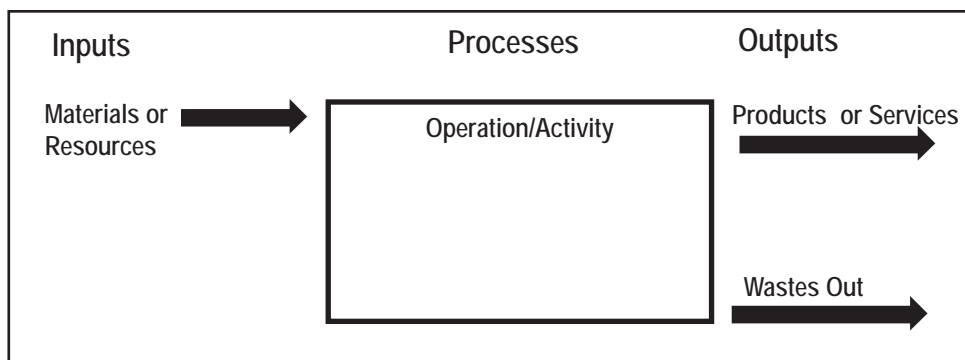 Inputs
Processes
Outputs
Materials or
Resources
Operation/Activity
Products or Services
Wastes Out